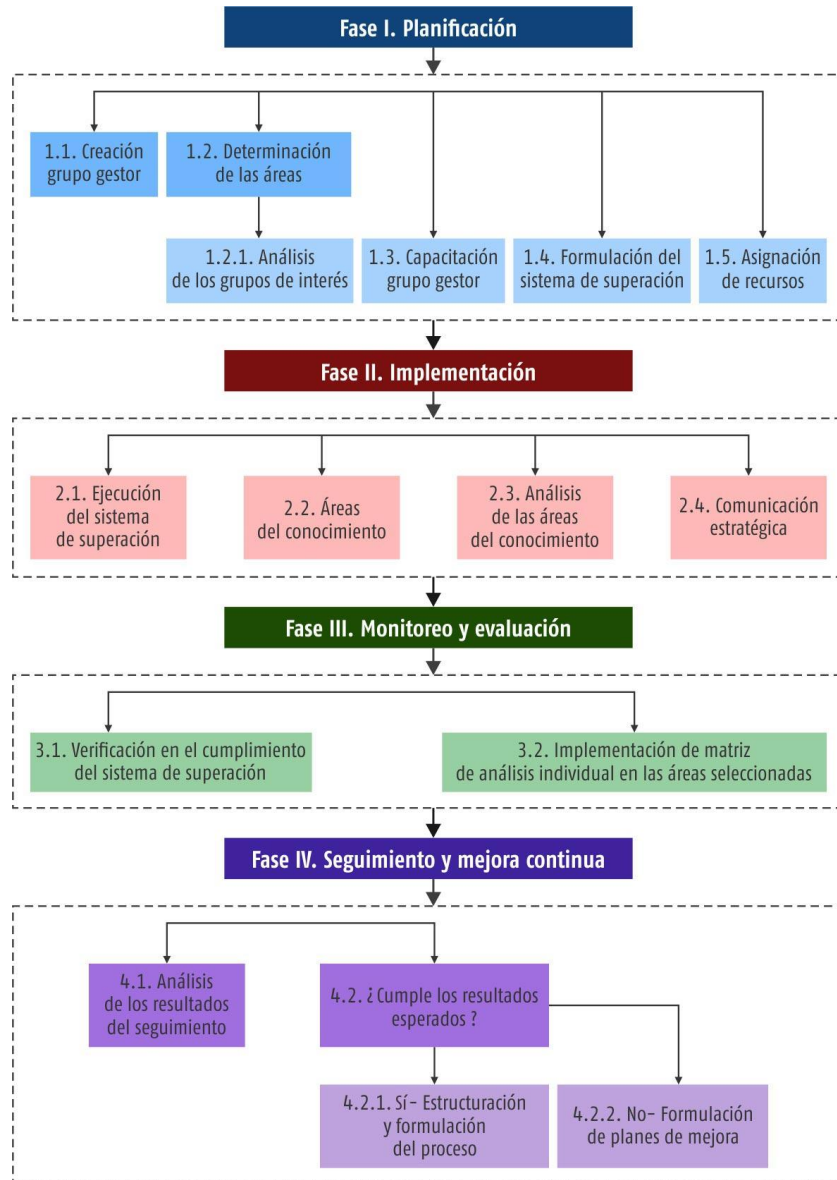 Fase I. Planificación
1.1. Creación
grupo gestor
1.2. Determinación
de las áreas
1.2.1. Análisis
de los grupos de interés
1.3. Capacitación
grupo gestor
1.4. Formulación del
sistema de superación
1.5. Asignación
de recursos
Fase II. Implementación
2.1. Ejecución
del sistema
de superación
2.2. Áreas
del conocimiento
2.3. Análisis
de las áreas
del conocimiento
2.4. Comunicación
estratégica
Fase III. Monitoreo y evaluación
3.1. Verificación en el cumplimiento
del sistema de superación
3.2. Implementación de matriz
de análisis individual en las áreas seleccionadas
Fase IV. Seguimiento y mejora continua
4.1. Análisis
de los resultados
del seguimiento
4.2. ¿Cumple los resultados
esperados ?
4.2.1. Sí- Estructuración
y formulación
del proceso
4.2.2. No- Formulación
de planes de mejora